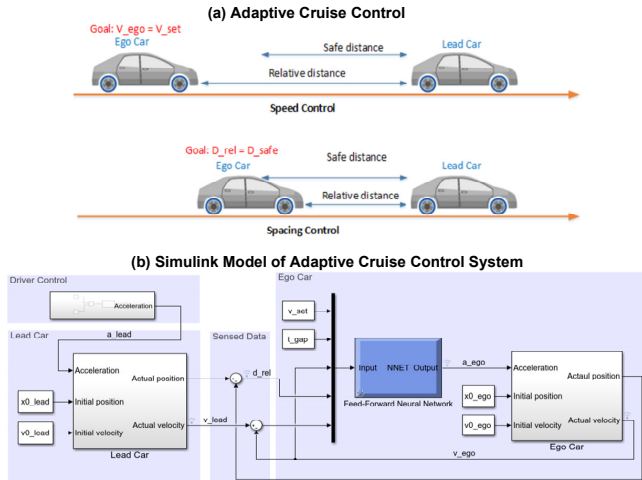 (a) Adaptive Cruise Control
Goal: V_ego = V_set
Ego Car
Safe distance
Lead Car
Relative distance
Speed Control
Goal: D_rel = D_safe
Ego Car
Safe distance
Lead Car
Relative distance
Spacing Control
(b) Simulink Model of Adaptive Cruise Control System
Driver Control
Ego Car
Acceleration
a_lead
Lead Car
Sensed Data
v_set
t_gap
Acceleration
Actual position
d_rel
Input
NNET Output
a_ego
Acceleration
Actaul position
Feed-Forward Neural Network
x0_lead
Initial position
x0_ego
Initial position
v0_lead
Initial velocity
Actual velocity
v_lead
v0_ego
Initial velocity
Actual velocity
Lead Car
v_ego
Ego Car